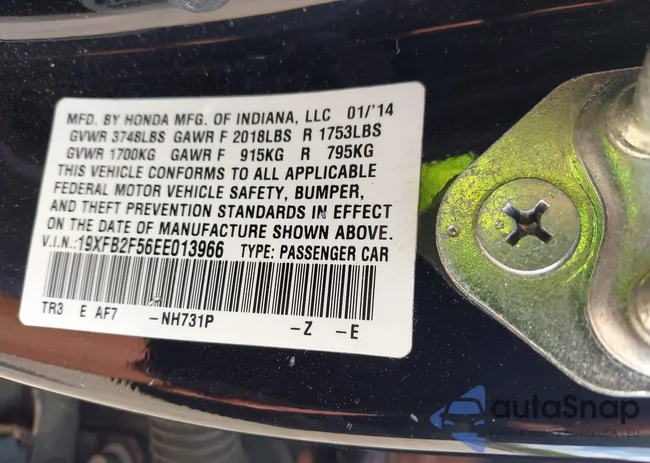 MFD. BY HONDA MFG. OF INDIANA, LLC 01/'14
GVWR 3748LBS GAWR F 2018LBS R 1753LBS
GVWR 1700KG GAWR F 915KG R 795KG
THIS VEHICLE CONFORMS TO ALL APPLICABLE
FEDERAL MOTOR VEHICLE SAFETY, BUMPER,
AND THEFT PREVENTION STANDARDS IN EFFECT
ON THE DATE OF MANUFACTURE SHOWN ABOVE.
V.I.N.:19XFB2F56EE013966 TYPE: PASSENGER CAR
TR3 E AF7 -NH731P -Z -E
autoSnap